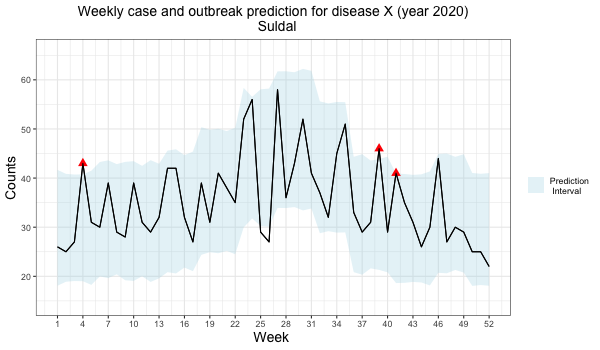 Weekly case and outbreak prediction for disease X (year 2020)
Suldal
Counts
60
50
40
30
20
1 4 7 10 13 16 19 22 25 28 31 34 37 40 43 46 49 52
Week
Prediction
Interval